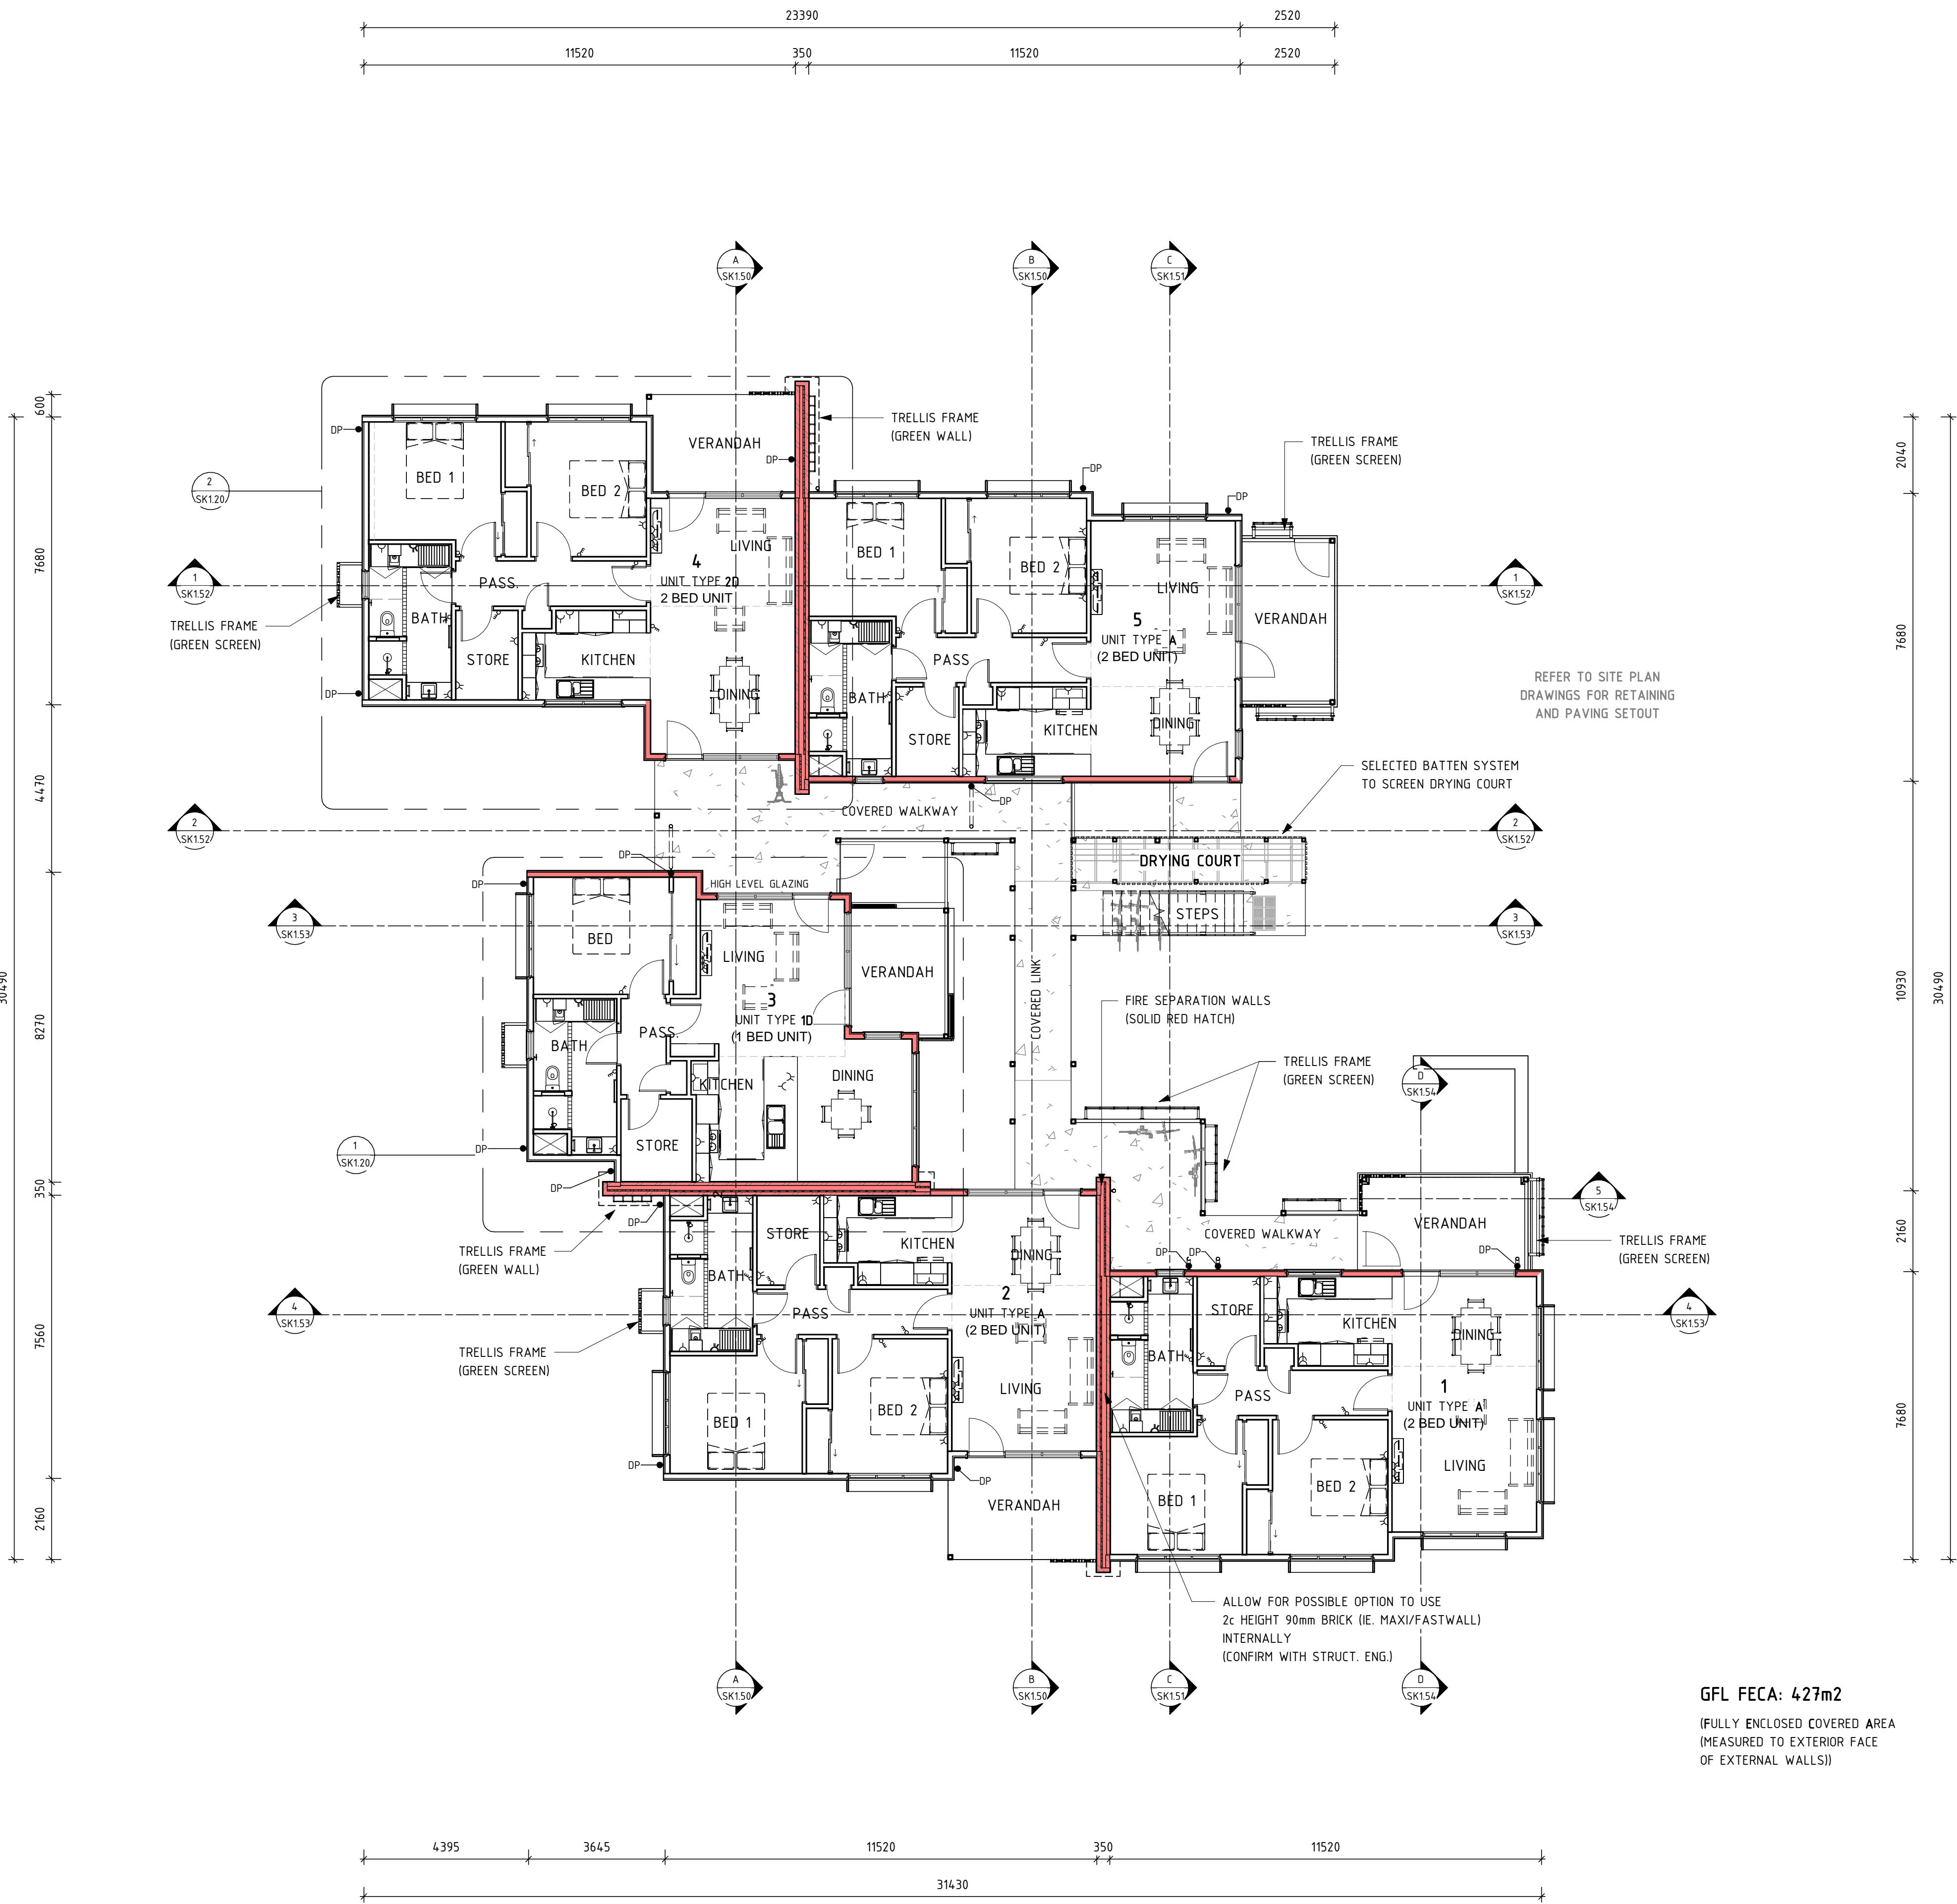 23390
2520
11520
350
11520
2520
A
SK1.50
B
SK1.50
C
SK1.51
600
7680
4470
30490
8270
350
7560
2160
2040
7680
10930
30490
2160
7680
DP
BED 1
BED 2
VERANDAH
DP
TRELLIS FRAME
(GREEN WALL)
TRELLIS FRAME
(GREEN SCREEN)
2
SK1.20
DP
DP
LIVING
4
UNIT TYPE 2D
2 BED UNIT
BED 1
BED 2
1
SK1.52
PASS.
LIVING
1
SK1.52
BATH
TRELLIS FRAME
(GREEN SCREEN)
5
UNIT TYPE A
(2 BED UNIT)
VERANDAH
STORE
KITCHEN
PASS
DP
DINING
BATH
REFER TO SITE PLAN
DRAWINGS FOR RETAINING
AND PAVING SETOUT
STORE
KITCHEN
DINING
SELECTED BATTEN SYSTEM
TO SCREEN DRYING COURT
DP
COVERED WALKWAY
2
SK1.52
2
SK1.52
DP
DRYING COURT
DP
HIGH LEVEL GLAZING
3
SK1.53
STEPS
3
SK1.53
BED
LIVING
VERANDAH
COVERED LINK
3
UNIT TYPE 1D
(1 BED UNIT)
FIRE SEPARATION WALLS
(SOLID RED HATCH)
PASS.
BATH
TRELLIS FRAME
(GREEN SCREEN)
D
SK1.54
KITCHEN
DINING
1
SK1.20
DP
STORE
DP
5
SK1.54
DP
STORE
KITCHEN
DINING
VERANDAH
COVERED WALKWAY
TRELLIS FRAME
(GREEN SCREEN)
TRELLIS FRAME
(GREEN WALL)
DP
DP
DP
BATH
2
UNIT TYPE A
(2 BED UNIT)
4
SK1.53
PASS
STORE
KITCHEN
DINING
4
SK1.53
TRELLIS FRAME
(GREEN SCREEN)
BATH
LIVING
PASS
1
UNIT TYPE A
(2 BED UNIT)
BED 1
BED 2
LIVING
DP
DP
VERANDAH
BED 1
BED 2
ALLOW FOR POSSIBLE OPTION TO USE
2c HEIGHT 90mm BRICK (IE. MAXI/FASTWALL)
INTERNALLY
(CONFIRM WITH STRUCT. ENG.)
A
SK1.50
B
SK1.50
C
SK1.51
D
SK1.54
GFL FECA: 427m2
(FULLY ENCLOSED COVERED AREA
(MEASURED TO EXTERIOR FACE
OF EXTERNAL WALLS))
4395
3645
11520
350
11520
31430